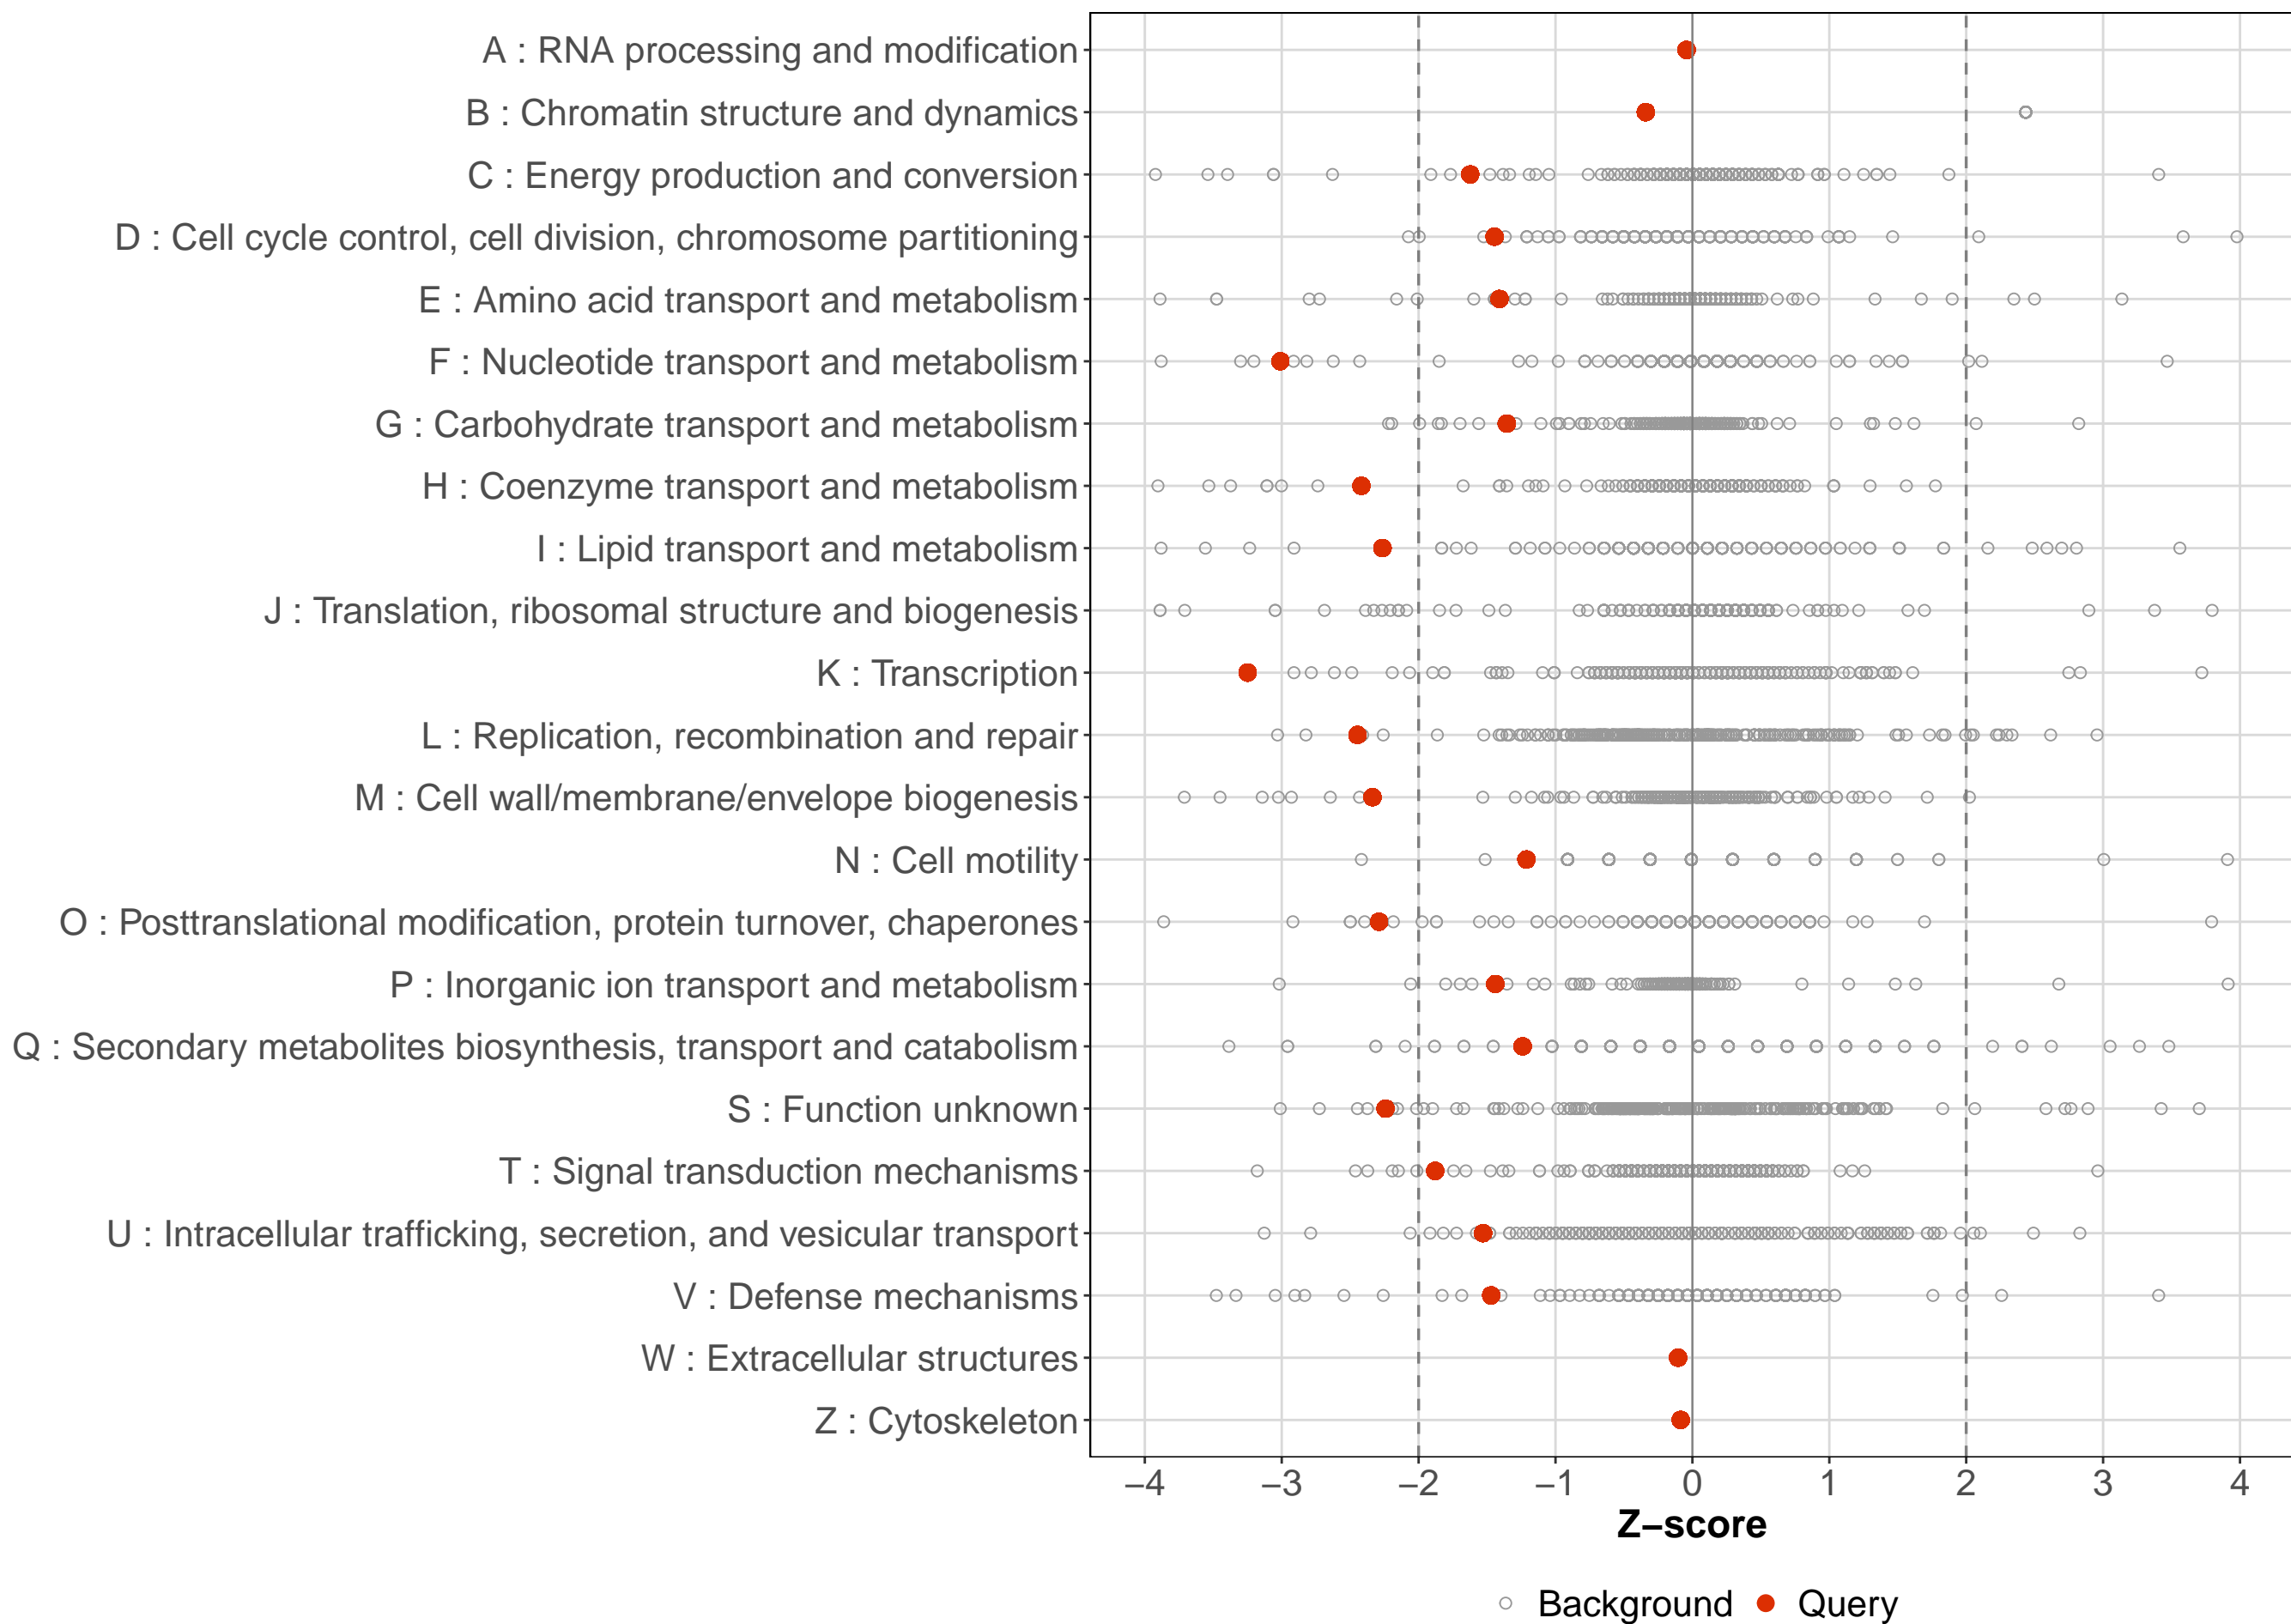 A : RNA processing and modification
B : Chromatin structure and dynamics
C : Energy production and conversion
D : Cell cycle control, cell division, chromosome partitioning
E : Amino acid transport and metabolism
F : Nucleotide transport and metabolism
G : Carbohydrate transport and metabolism
H : Coenzyme transport and metabolism
I : Lipid transport and metabolism
J : Translation, ribosomal structure and biogenesis
K : Transcription
L : Replication, recombination and repair
M : Cell wall/membrane/envelope biogenesis
N : Cell motility
O : Posttranslational modification, protein turnover, chaperones
P : Inorganic ion transport and metabolism
Q : Secondary metabolites biosynthesis, transport and catabolism
S : Function unknown
T : Signal transduction mechanisms
U : Intracellular trafficking, secretion, and vesicular transport
V : Defense mechanisms
W : Extracellular structures
Z : Cytoskeleton
−4 −3 −2 −1 0 1 2 3 4
Z−score
Background Query